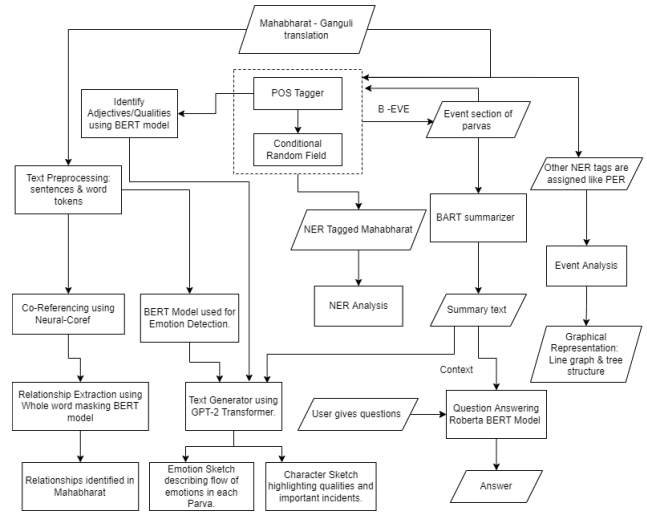 Mahabharat - Ganguli
translation
Identify
Adjectives/Qualities
using BERT model
POS Tagger
Conditional
Random Field
B -EVE
Event section of
parvas
Text Preprocessing:
sentences & word
tokens
Other NER tags are
assigned like PER
NER Tagged Mahabharat
BART summarizer
Event Analysis
NER Analysis
Co-Referencing using
Neural-Coref
BERT Model used for
Emotion Detection.
Summary text
Graphical
Representation:
Line graph & tree
structure
Context
Relationship Extraction using
Whole word masking BERT
model
Text Generator using
GPT-2 Transformer.
User gives questions
Question Answering
Roberta BERT Model
Relationships identified in
Mahabharat
Emotion Sketch
describing flow of
emotions in each
Parva.
Character Sketch
highlighting qualities and
important incidents.
Answer